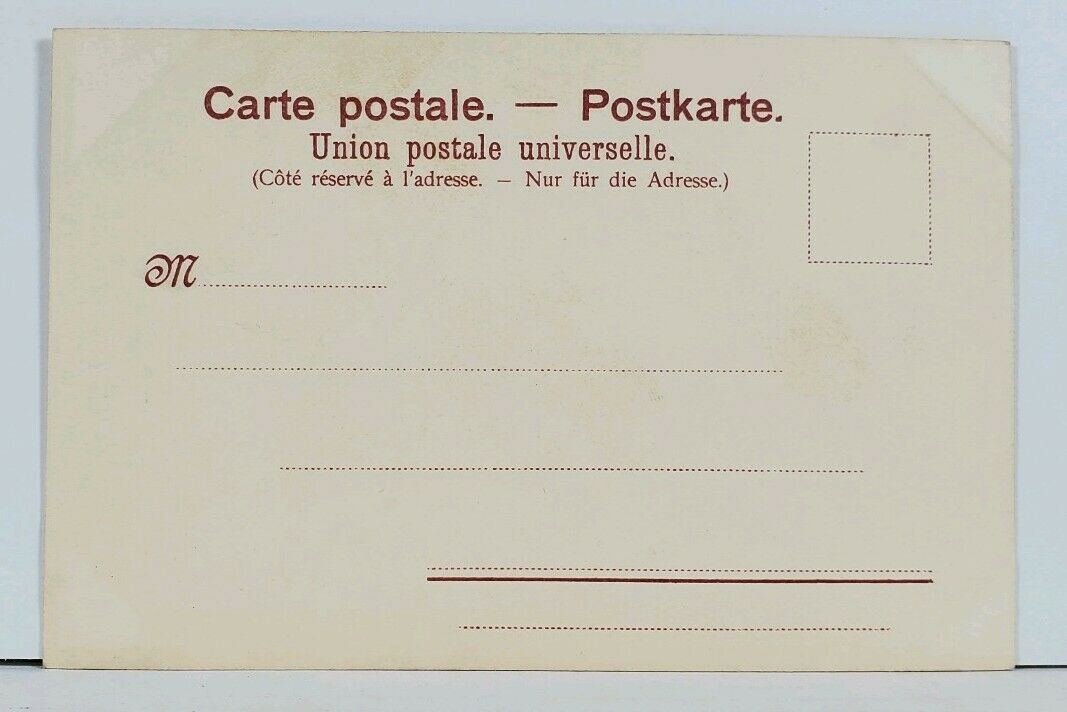 Carte postale. — Postkarte.
Union postale universelle.
(Côté réservé à l'adresse. — Nur für die Adresse.)
M